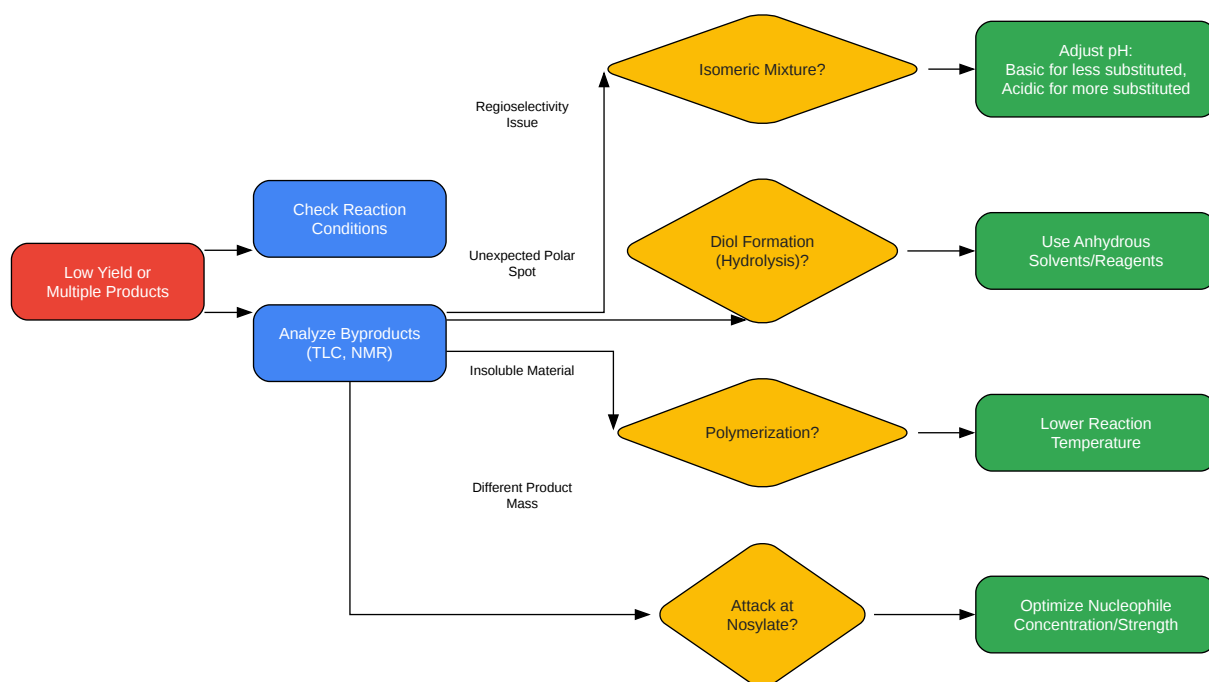 Low Yield or
Multiple Products
Check Reaction
Conditions
Analyze Byproducts
(TLC, NMR)
Regioselectivity
Issue
Unexpected Polar
Spot
Insoluble Material
Different Product
Mass
Isomeric Mixture?
Diol Formation
(Hydrolysis)?
Polymerization?
Attack at
Nosylate?
Adjust pH:
Basic for less substituted,
Acidic for more substituted
Use Anhydrous
Solvents/Reagents
Lower Reaction
Temperature
Optimize Nucleophile
Concentration/Strength